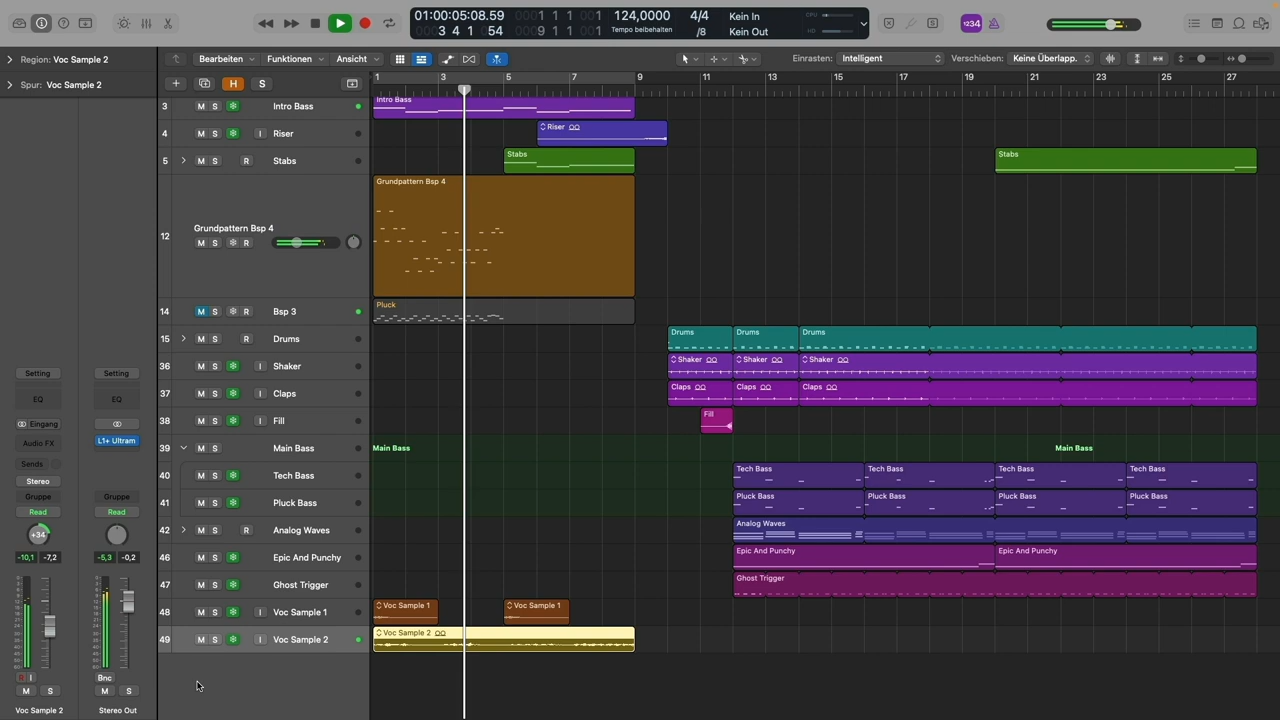 01:00:05:08.59
3 4 1 54
0001 1 1 001
009 1 1 001
124,0000
Tempo beibehalten
4/4
/8
Kein In
Kein Out
CPU
HD
1234
Region: Voc Sample 2
Spur: Voc Sample 2
Bearbeiten
Funktionen
Ansicht
Einrasten:
Intelligent
Verschieben:
Keine Überlapp.
H
S
1
3
5
7
9
11
13
15
17
19
21
23
25
27
3
M S
Intro Bass
Intro Bass
4
M S
I
Riser
Riser
5
M S
R
Stabs
Stabs
Stabs
12
Grundpattern Bsp 4
M S
R
Grundpattern Bsp 4
14
M S
R
Bsp 3
Pluck
15
M S
R
Drums
Drums
Drums
Drums
36
M S
I
Shaker
Shaker
Shaker
Shaker
37
M S
I
Claps
Claps
Claps
Claps
38
M S
I
Fill
Fill
39
M S
Main Bass
Main Bass
Main Bass
40
M S
Tech Bass
Tech Bass
Tech Bass
Tech Bass
Tech Bass
41
M S
Pluck Bass
Pluck Bass
Pluck Bass
Pluck Bass
Pluck Bass
42
M S
R
Analog Waves
Analog Waves
46
M S
Epic And Punchy
Epic And Punchy
Epic And Punchy
47
M S
Ghost Trigger
Ghost Trigger
48
M S
I
Voc Sample 1
Voc Sample 1
Voc Sample 1
49
M S
I
Voc Sample 2
Voc Sample 2
Setting
EQ
Eingang
Audio FX
Sends
Stereo
Gruppe
Read
+34
-10,1
-7,2
R I
M S
Voc Sample 2
Setting
EQ
L1+ Ultram
Gruppe
Read
-5,3
-0,2
Bnc
M S
Stereo Out